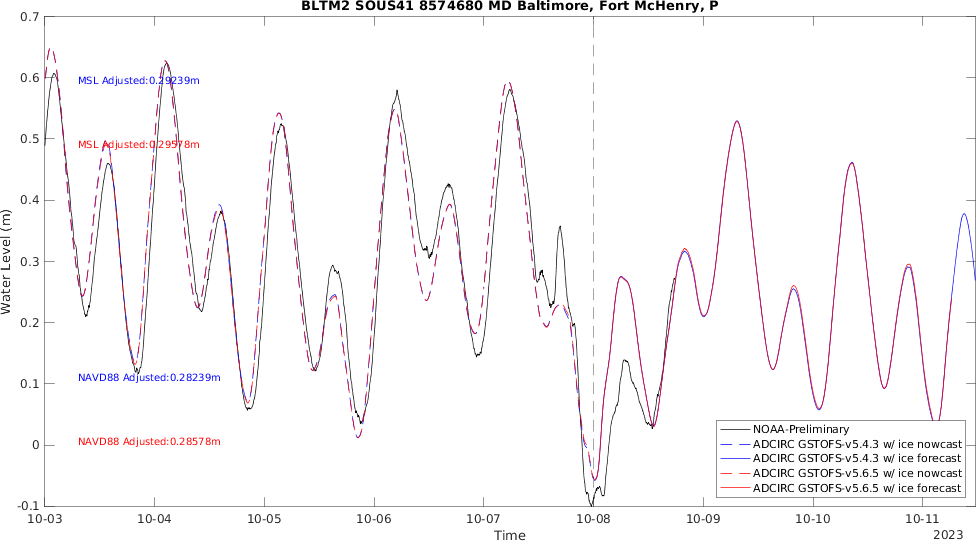 BLTM2 SOUS41 8574680 MD Baltimore, Fort McHenry, P
0.7
0.6
0.5
0.4
0.3
0.2
0.1
0
-0.1
Water Level (m)
MSL Adjusted:0.29239m
MSL Adjusted:0.29578m
NAVD88 Adjusted:0.28239m
NAVD88 Adjusted:0.28578m
NOAA-Preliminary
ADCIRC GSTOFS-v5.4.3 w/ ice nowcast
ADCIRC GSTOFS-v5.4.3 w/ ice forecast
ADCIRC GSTOFS-v5.6.5 w/ ice nowcast
ADCIRC GSTOFS-v5.6.5 w/ ice forecast
10-03 10-04 10-05 10-06 10-07 10-08 10-09 10-10 10-11
Time
2023